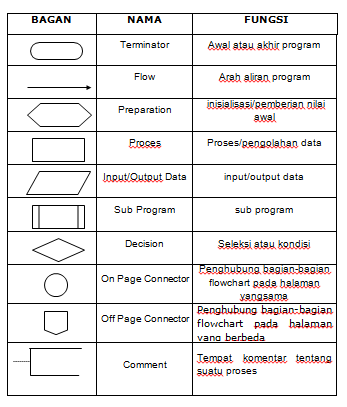 BAGAN NAMA FUNGSI
Terminator Awal atau akhir program
Flow Arah aliran program
Preparation inisialisasi/pemberian nilai
awal
Proces Proses/pengolahan data
Input/Output Data input/output data
Sub Program sub program
Decision Seleksi atau kondisi
On Page Connector Penghubung bagian-bagian
flowchart pada halaman
yangsama
Off Page Connector Penghubung bagian-bagian
flowchart pada halaman
yang berbeda
Comment Tempat komentar tentang
suatu proses